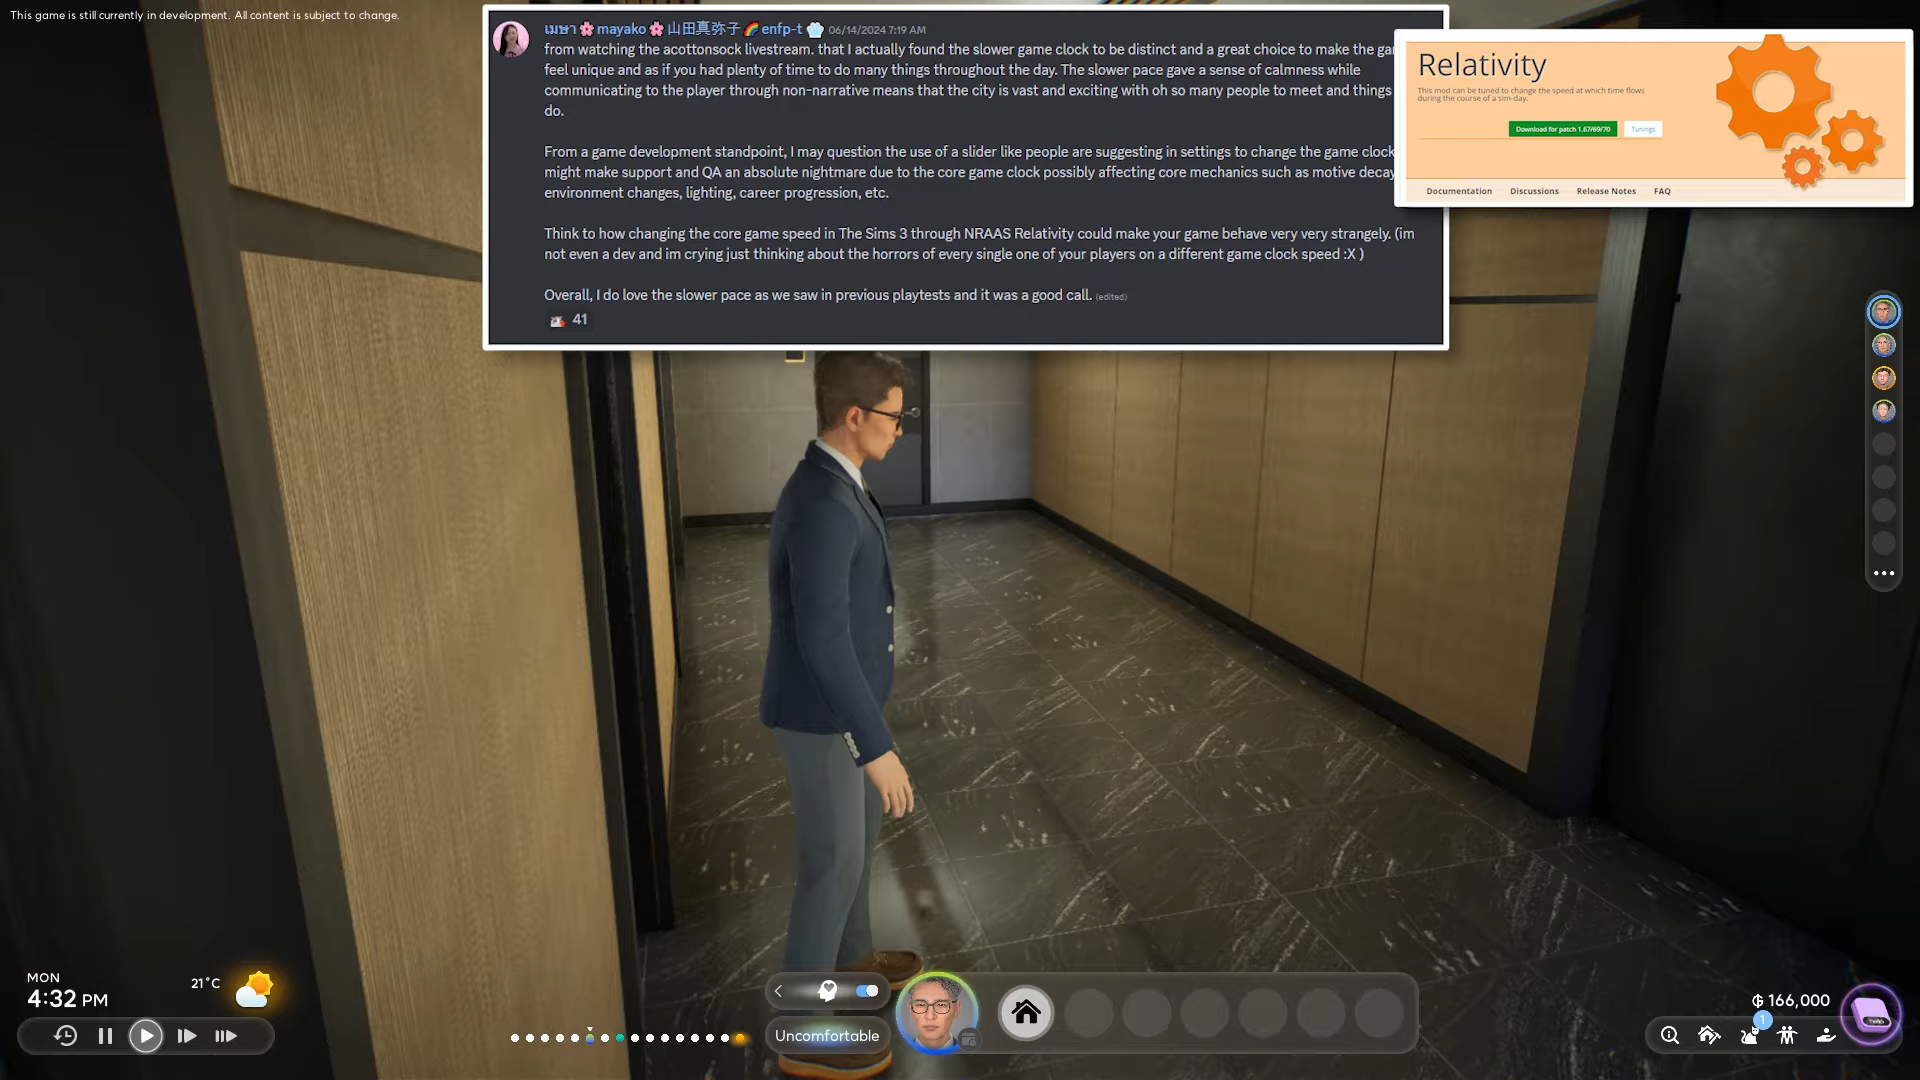 This game is still currently in development. All content is subject to change.
เมษา🌸mayako🌸山田真弥子🌈enfp-t 06/14/2024 7:19 AM
from watching the acottonsock livestream. that I actually found the slower game clock to be distinct and a great choice to make the
feel unique and as if you had plenty of time to do many things throughout the day. The slower pace gave a sense of calmness while
communicating to the player through non-narrative means that the city is vast and exciting with oh so many people to meet and things
do.
From a game development standpoint, I may question the use of a slider like people are suggesting in settings to change the game clock
might make support and QA an absolute nightmare due to the core game clock possibly affecting core mechanics such as motive decay
environment changes, lighting, career progression, etc.
Think to how changing the core game speed in The Sims 3 through NRAAS Relativity could make your game behave very very strangely. (im
not even a dev and im crying just thinking about the horrors of every single one of your players on a different game clock speed :X )
Overall, I do love the slower pace as we saw in previous playtests and it was a good call. (edited)
41
Relativity
This mod can be tuned to change the speed at which time flows
during the course of a sim-day.
Download for patch 1.67/69/70 Tunings
Documentation Discussions Release Notes FAQ
MON
4:32 PM
21°C
Uncomfortable
166,000
1